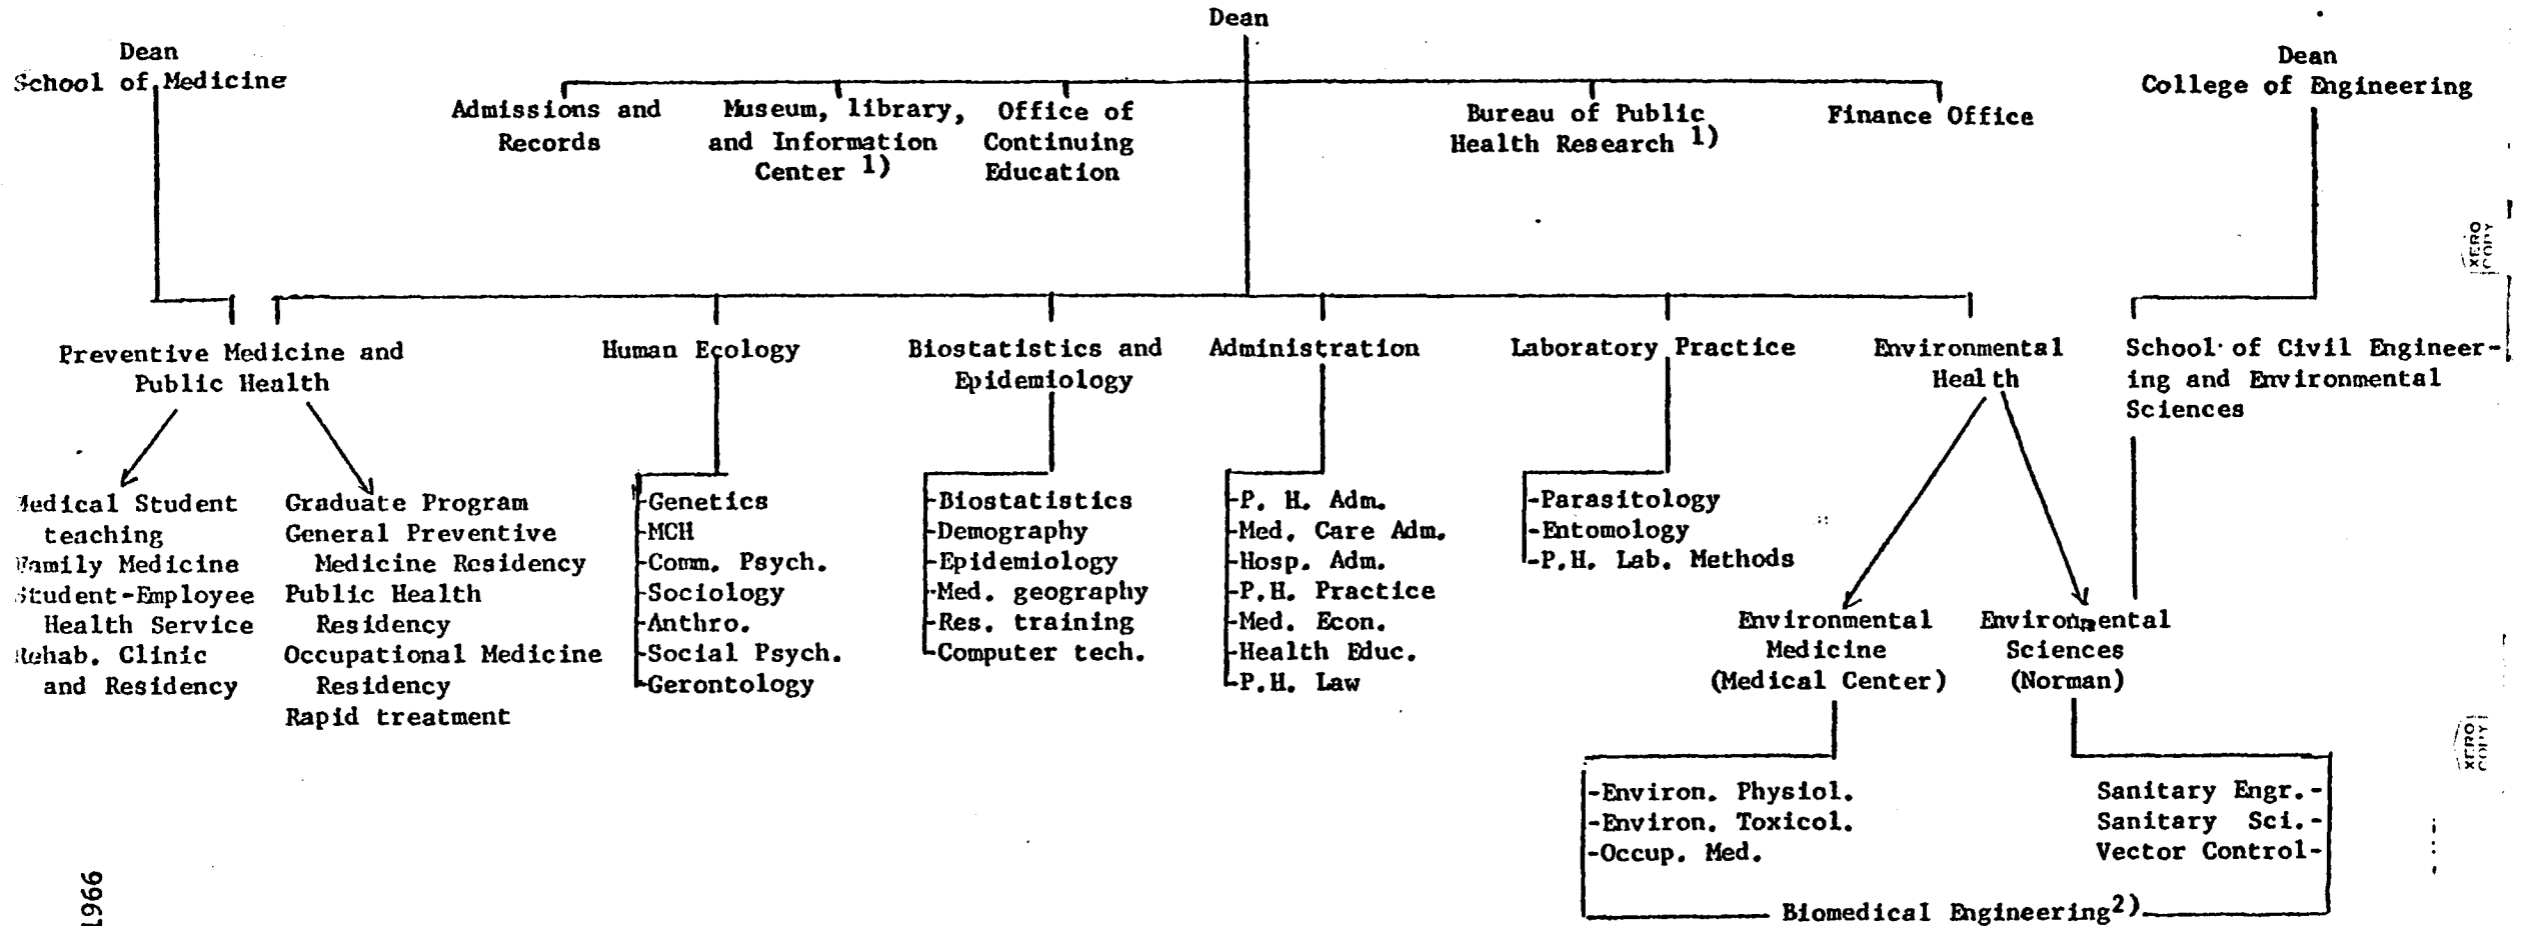 Dean
Dean
School of Medicine
Dean
College of Engineering
Admissions and
Records
Museum, library,
and Information
Center 1)
Office of
Continuing
Education
Bureau of Public
Health Research 1)
Finance Office
XERO
COPY
Preventive Medicine and
Public Health
Human Ecology
Biostatistics and
Epidemiology
Administration
Laboratory Practice
Environmental
Health
School of Civil Engineer-
ing and Environmental
Sciences
Medical Student
teaching
Family Medicine
Student-Employee
Health Service
Rehab. Clinic
and Residency
Graduate Program
General Preventive
Medicine Residency
Public Health
Residency
Occupational Medicine
Residency
Rapid treatment
-Genetics
-MCH
-Comm. Psych.
-Sociology
-Anthro.
-Social Psych.
-Gerontology
-Biostatistics
-Demography
-Epidemiology
-Med. geography
-Res. training
-Computer tech.
-P. H. Adm.
-Med. Care Adm.
-Hosp. Adm.
-P.H. Practice
-Med. Econ.
-Health Educ.
-P.H. Law
-Parasitology
-Entomology
-P.H. Lab. Methods
Environmental
Medicine
(Medical Center)
Environmental
Sciences
(Norman)
-Environ. Physiol.
-Environ. Toxicol.
-Occup. Med.
Sanitary Engr.-
Sanitary Sci.-
Vector Control-
Biomedical Engineering2)
XERO
COPY
1966